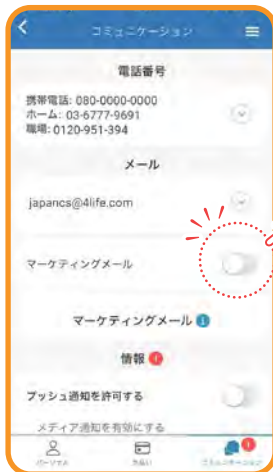 コミュニケーション
電話番号
携帯電話: 080-0000-0000
ホーム: 03-6777-9691
職場: 0120-951-394
メール
japancs@4life.com
マーケティングメール
マーケティングメール
情報
プッシュ通知を許可する
メディア通知を有効にする
パーソナル
支払い
コミュニケーション